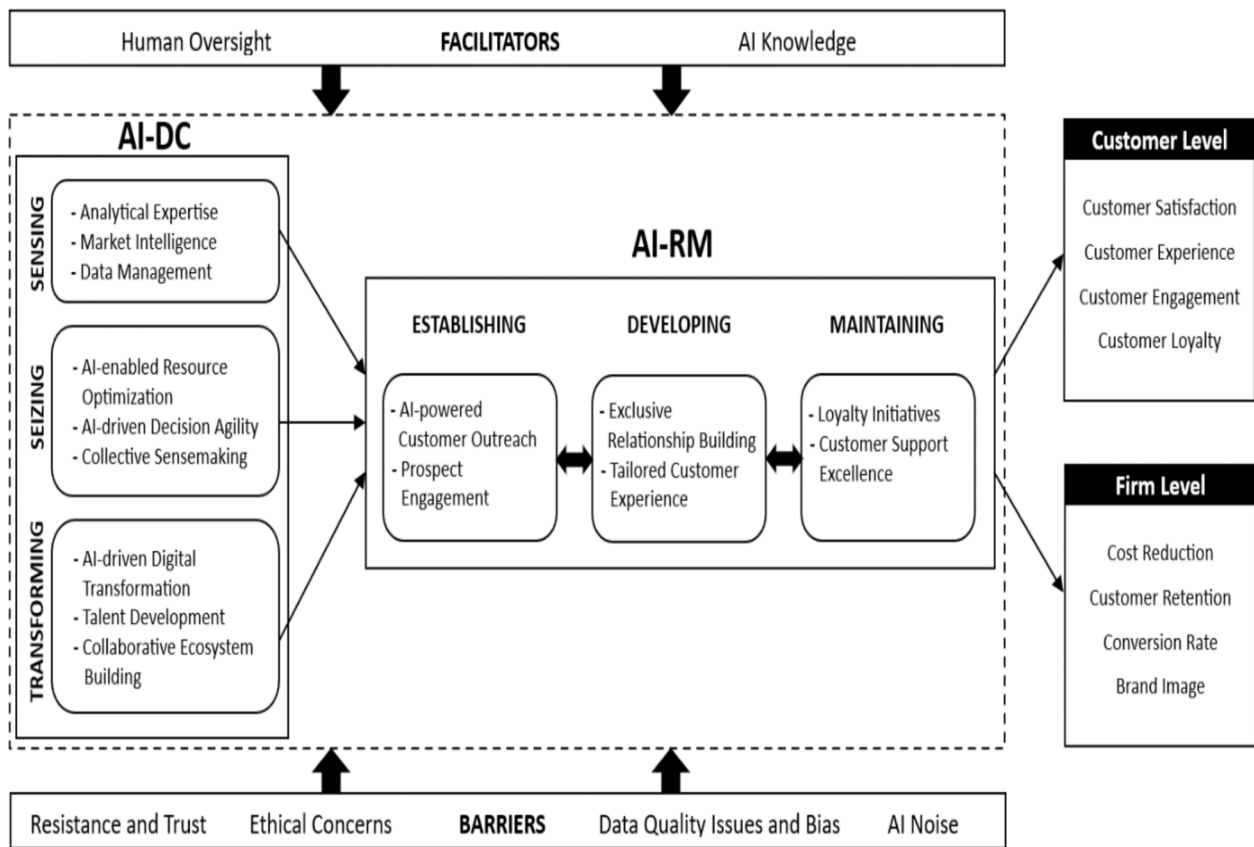 Human Oversight FACILITATORS AI Knowledge
AI-DC
SENSING
- Analytical Expertise
- Market Intelligence
- Data Management
SEIZING
- AI-enabled Resource
Optimization
- AI-driven Decision Agility
- Collective Sensemaking
TRANSFORMING
- AI-driven Digital
Transformation
- Talent Development
- Collaborative Ecosystem
Building
AI-RM
ESTABLISHING
- AI-powered
Customer Outreach
- Prospect
Engagement
DEVELOPING
- Exclusive
Relationship Building
- Tailored Customer
Experience
MAINTAINING
- Loyalty Initiatives
- Customer Support
Excellence
Customer Level
Customer Satisfaction
Customer Experience
Customer Engagement
Customer Loyalty
Firm Level
Cost Reduction
Customer Retention
Conversion Rate
Brand Image
Resistance and Trust Ethical Concerns BARRIERS Data Quality Issues and Bias AI Noise